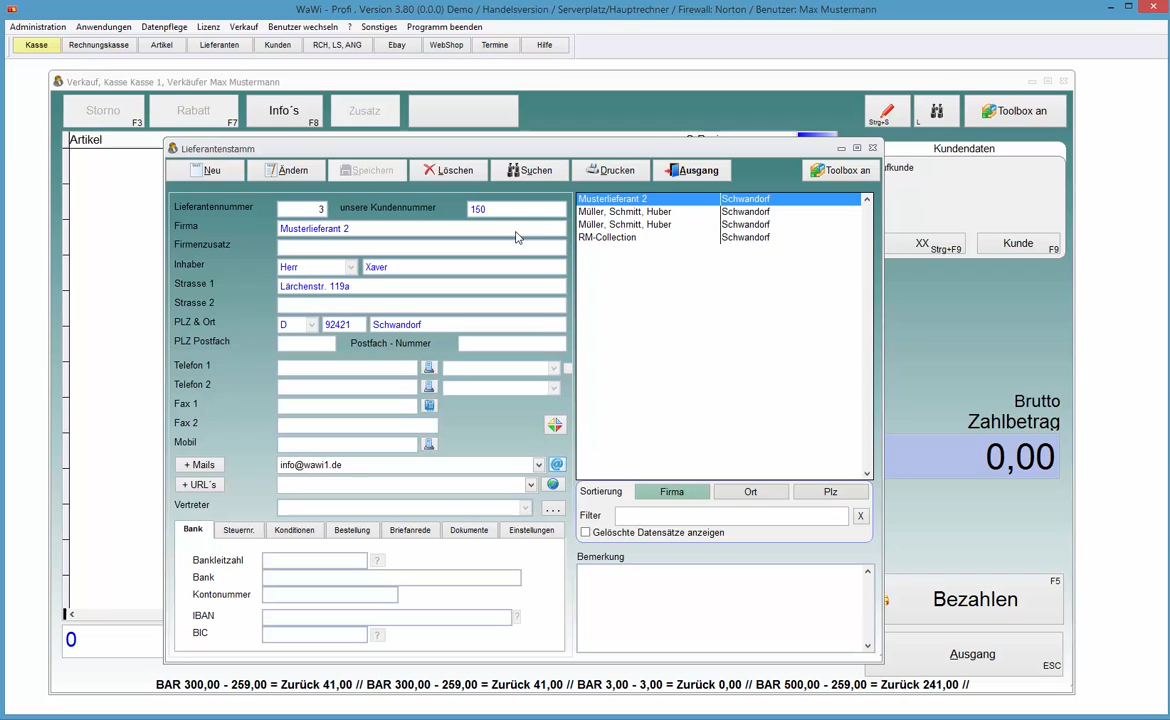 WaWi - Profi . Version 3.80 (0.0.0) Demo / Handelsversion / Serverplatz/Hauptrechner / Firewall: Norton / Benutzer: Max Mustermann
Administration Anwendungen Datenpflege Lizenz Verkauf Benutzer wechseln ? Sonstiges Programm beenden
Kasse Rechnungskasse Artikel Lieferanten Kunden RCH, LS, ANG Ebay WebShop Termine Hilfe
Verkauf, Kasse Kasse 1, Verkäufer Max Mustermann
Storno F3 Rabatt F7 Info´s F8 Zusatz Strg+S L Toolbox an
Artikel
Kundendaten
Lieferantenstamm
Neu Ändern Speichern Löschen Suchen Drucken Ausgang Toolbox an
XX Strg+F9 Kunde F9
Lieferantennummer 3 unsere Kundennummer 150
Firma Musterlieferant 2
Firmenzusatz
Inhaber Herr Xaver
Strasse 1 Lärchenstr. 119a
Strasse 2
PLZ & Ort D 92421 Schwandorf
PLZ Postfach Postfach - Nummer
Telefon 1
Telefon 2
Fax 1
Fax 2
Mobil
+ Mails info@wawi1.de
+ URL´s
Vertreter ...
Bank Steuernr. Konditionen Bestellung Briefanrede Dokumente Einstellungen
Bankleitzahl ?
Bank
Kontonummer
IBAN ?
BIC ?
Musterlieferant 2 Schwandorf
Müller, Schmitt, Huber Schwandorf
Müller, Schmitt, Huber Schwandorf
RM-Collection Schwandorf
Sortierung Firma Ort Plz
Filter X
Gelöschte Datensätze anzeigen
Bemerkung
Brutto
Zahlbetrag
0,00
F5
Bezahlen
Ausgang
ESC
<
0
BAR 300,00 - 259,00 = Zurück 41,00 // BAR 300,00 - 259,00 = Zurück 41,00 // BAR 3,00 - 3,00 = Zurück 0,00 // BAR 500,00 - 259,00 = Zurück 241,00 //